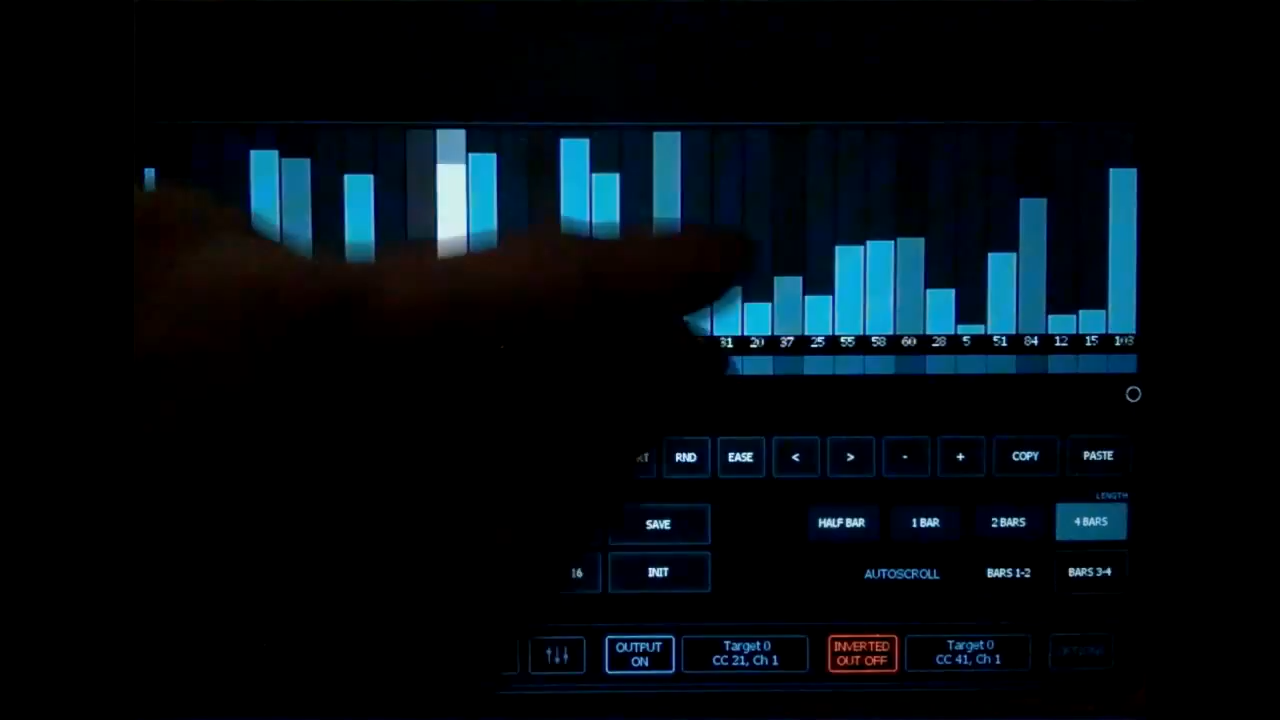 31 20 37 25 55 58 60 28 5 51 84 12 15 103
RND EASE < > - + COPY PASTE
LENGTH
SAVE HALF BAR 1 BAR 2 BARS 4 BARS
16 INIT AUTOSCROLL BARS 1-2 BARS 3-4
OUTPUT ON Target 0 CC 21, Ch 1 INVERTED OUT OFF Target 0 CC 41, Ch 1